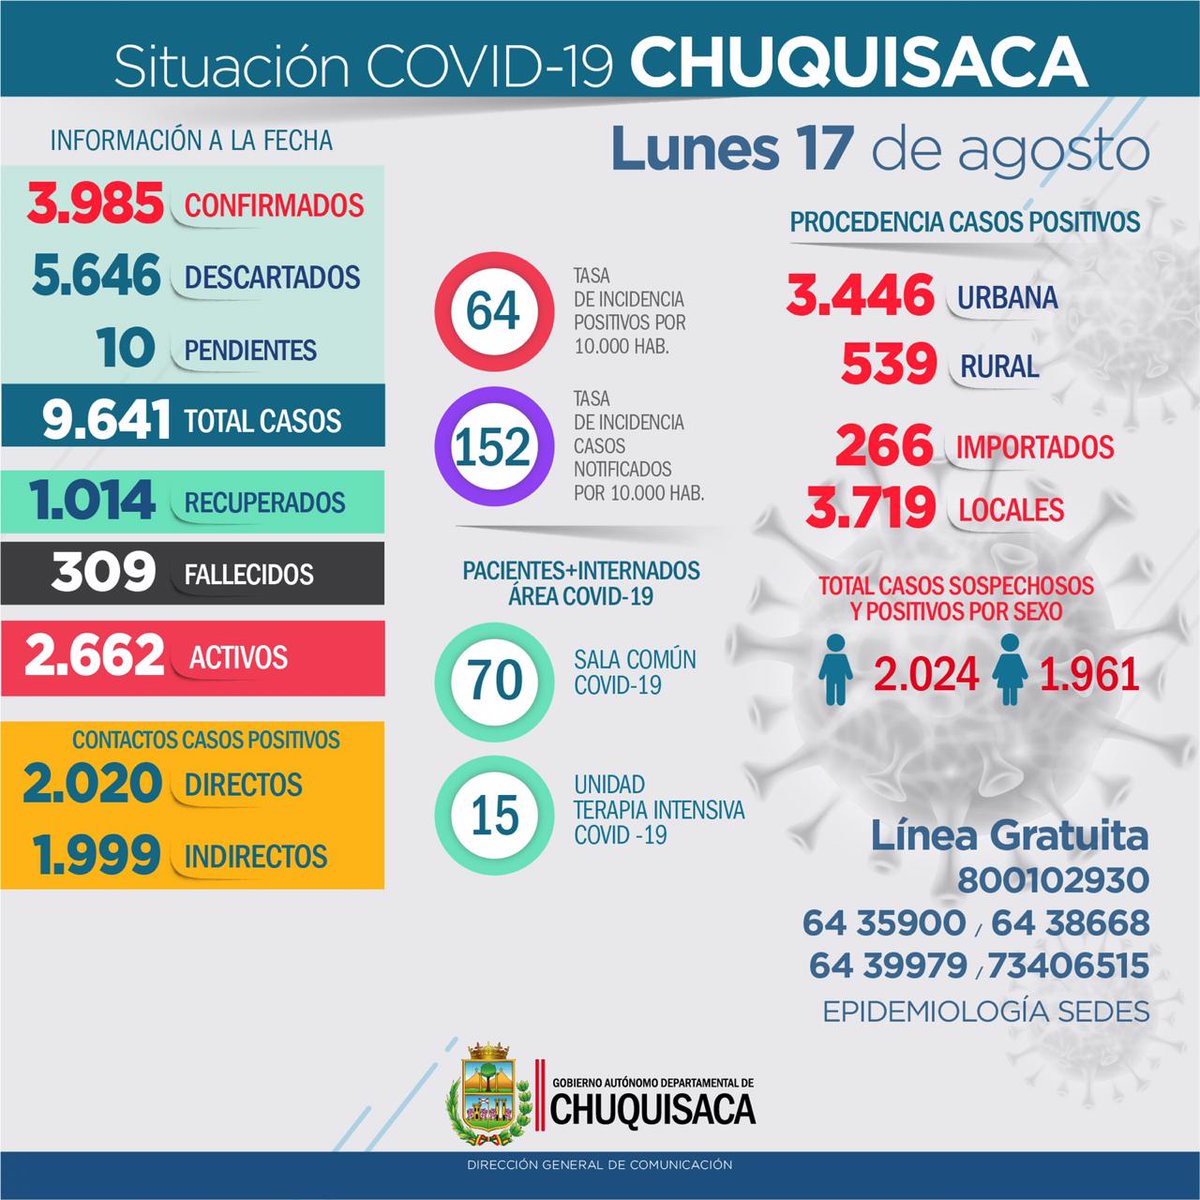 Situación COVID-19 CHUQUISACA
INFORMACIÓN A LA FECHA
3.985 CONFIRMADOS
5.646 DESCARTADOS
10 PENDIENTES
9.641 TOTAL CASOS
1.014 RECUPERADOS
309 FALLECIDOS
2.662 ACTIVOS
CONTACTOS CASOS POSITIVOS
2.020 DIRECTOS
1.999 INDIRECTOS
Lunes 17 de agosto
64
TASA
DE INCIDENCIA
POSITIVOS POR
10.000 HAB.
152
TASA
DE INCIDENCIA
CASOS
NOTIFICADOS
POR 10.000 HAB.
PACIENTES+INTERNADOS
ÁREA COVID-19
70
SALA COMÚN
COVID-19
15
UNIDAD
TERAPIA INTENSIVA
COVID -19
PROCEDENCIA CASOS POSITIVOS
3.446 URBANA
539 RURAL
266 IMPORTADOS
3.719 LOCALES
TOTAL CASOS SOSPECHOSOS
Y POSITIVOS POR SEXO
2.024 1.961
Línea Gratuita
800102930
64 35900 / 64 38668
64 39979 / 73406515
EPIDEMIOLOGÍA SEDES
GOBIERNO AUTÓNOMO DEPARTAMENTAL DE
CHUQUISACA
DIRECCIÓN GENERAL DE COMUNICACIÓN